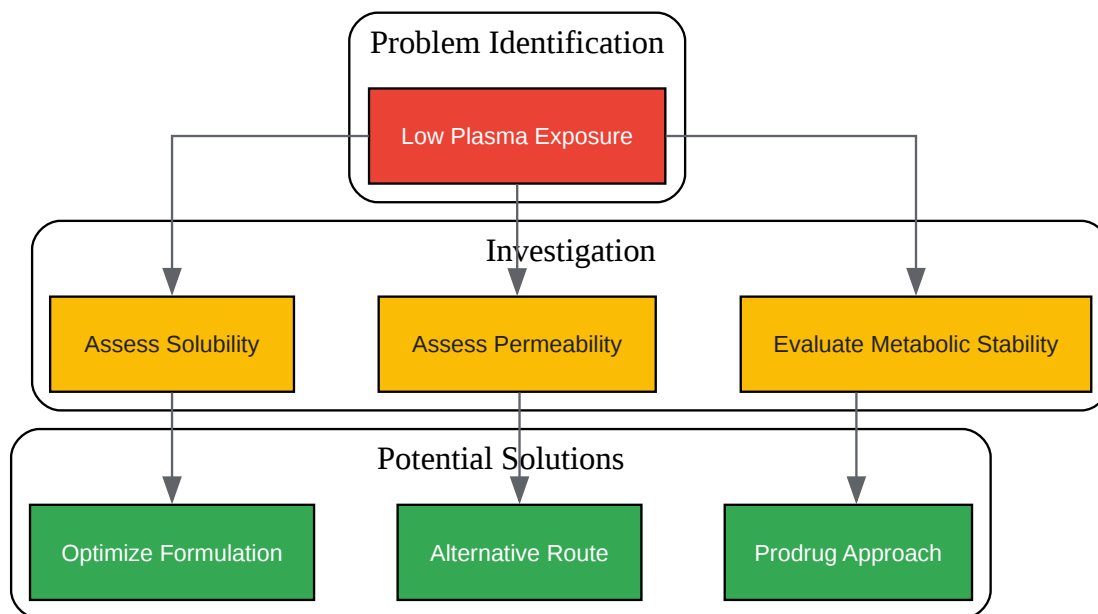 Problem Identification
Low Plasma Exposure
Investigation
Assess Solubility
Assess Permeability
Evaluate Metabolic Stability
Potential Solutions
Optimize Formulation
Alternative Route
Prodrug Approach